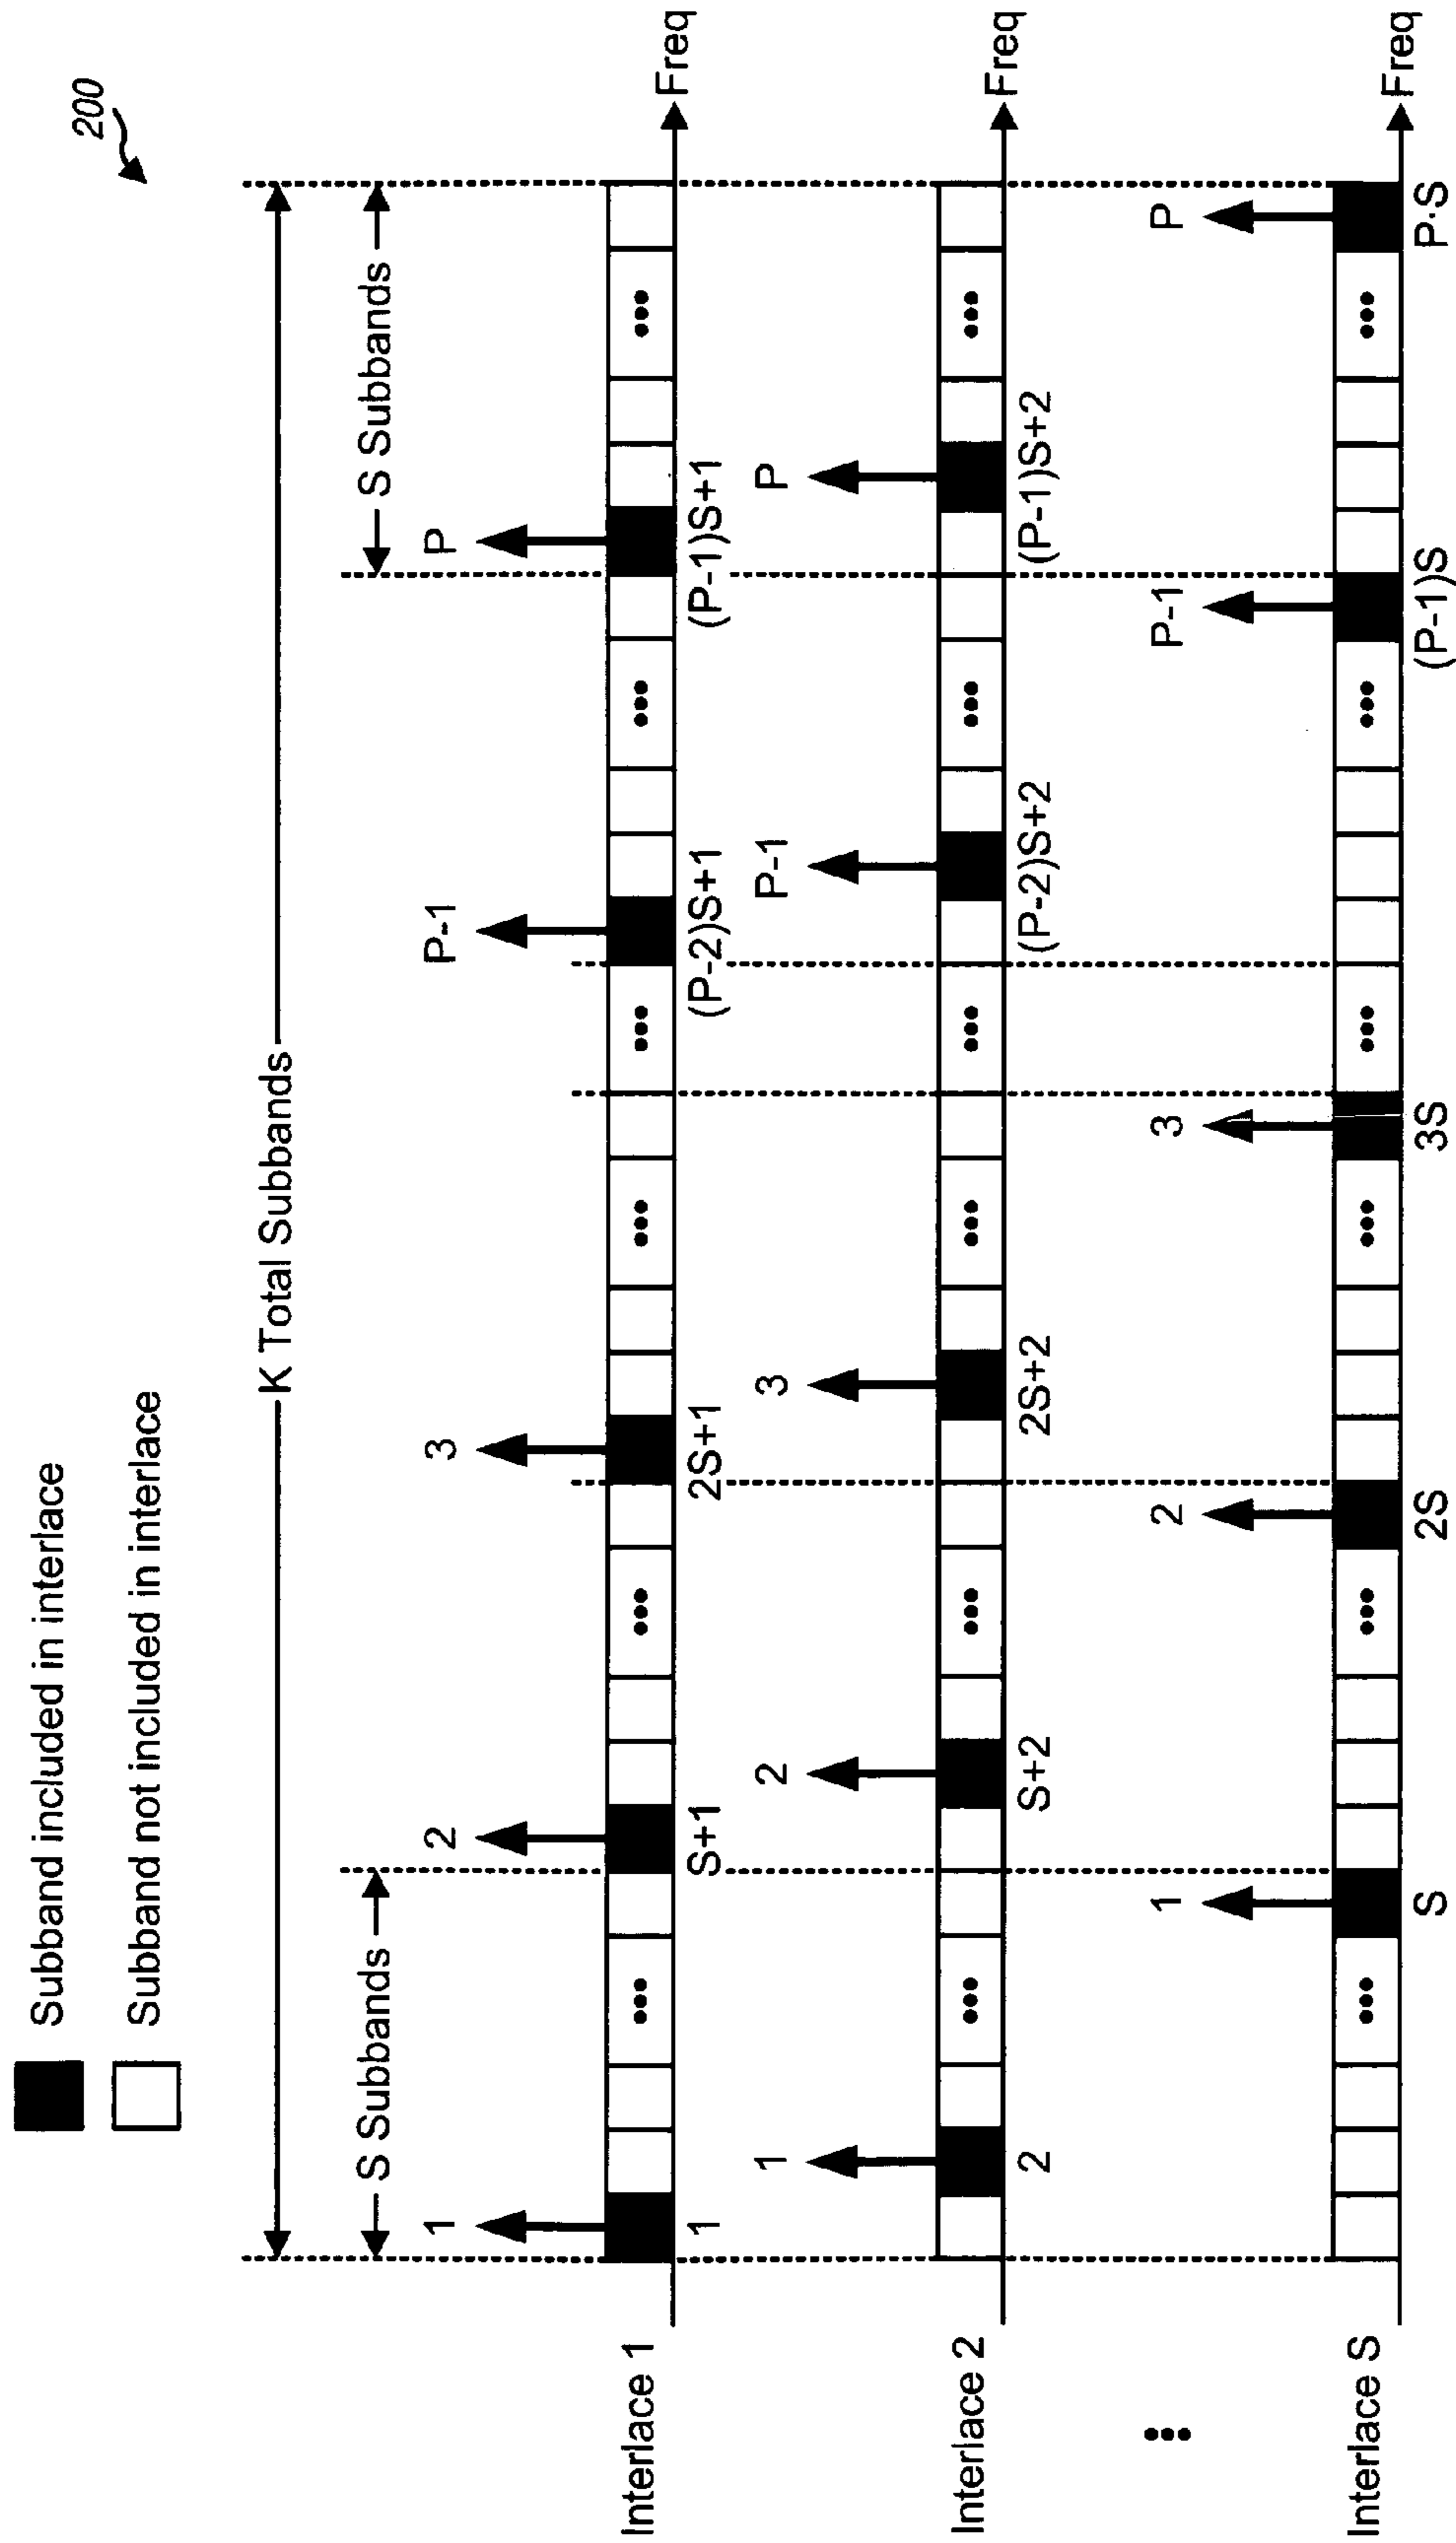 200
Subband included in interlace
Subband not included in interlace
K Total Subbands
S Subbands
S Subbands
1 2 3 P-1 P
Interlace 1
Freq
1 S+1 2S+1 (P-2)S+1 (P-1)S+1
1 2 3 P-1 P
Interlace 2
Freq
2 S+2 2S+2 (P-2)S+2 (P-1)S+2
•••
1 2 3 P-1 P
Interlace S
Freq
S 2S 3S (P-1)S P·S